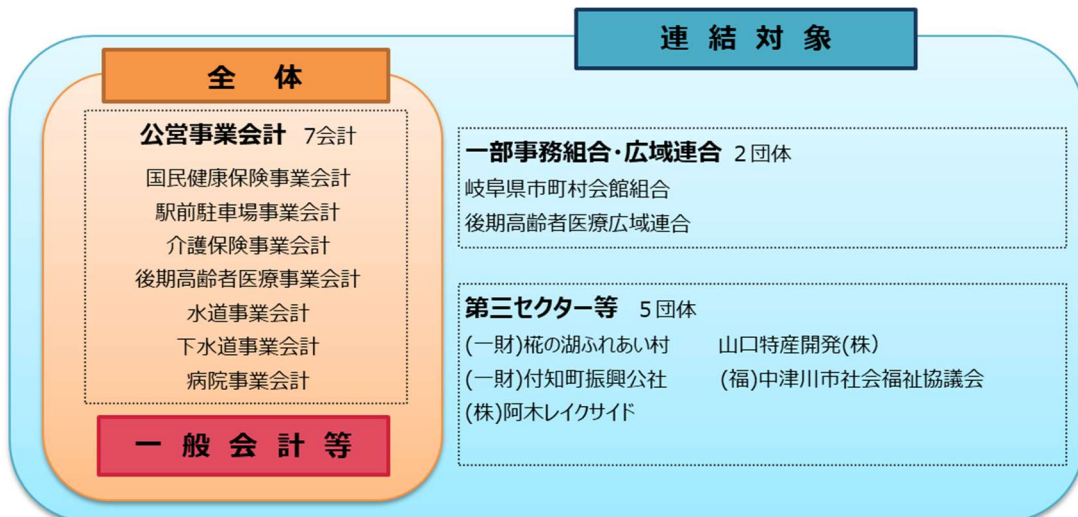 連結対象
全体
公営事業会計 7会計
国民健康保険事業会計
駅前駐車場事業会計
介護保険事業会計
後期高齢者医療事業会計
水道事業会計
下水道事業会計
病院事業会計
一般会計等
一部事務組合・広域連合 2団体
岐阜県市町村会館組合
後期高齢者医療広域連合
第三セクター等 5団体
(一財)椛の湖ふれあい村 山口特産開発(株)
(一財)付知町振興公社 (福)中津川市社会福祉協議会
(株)阿木レイクサイド